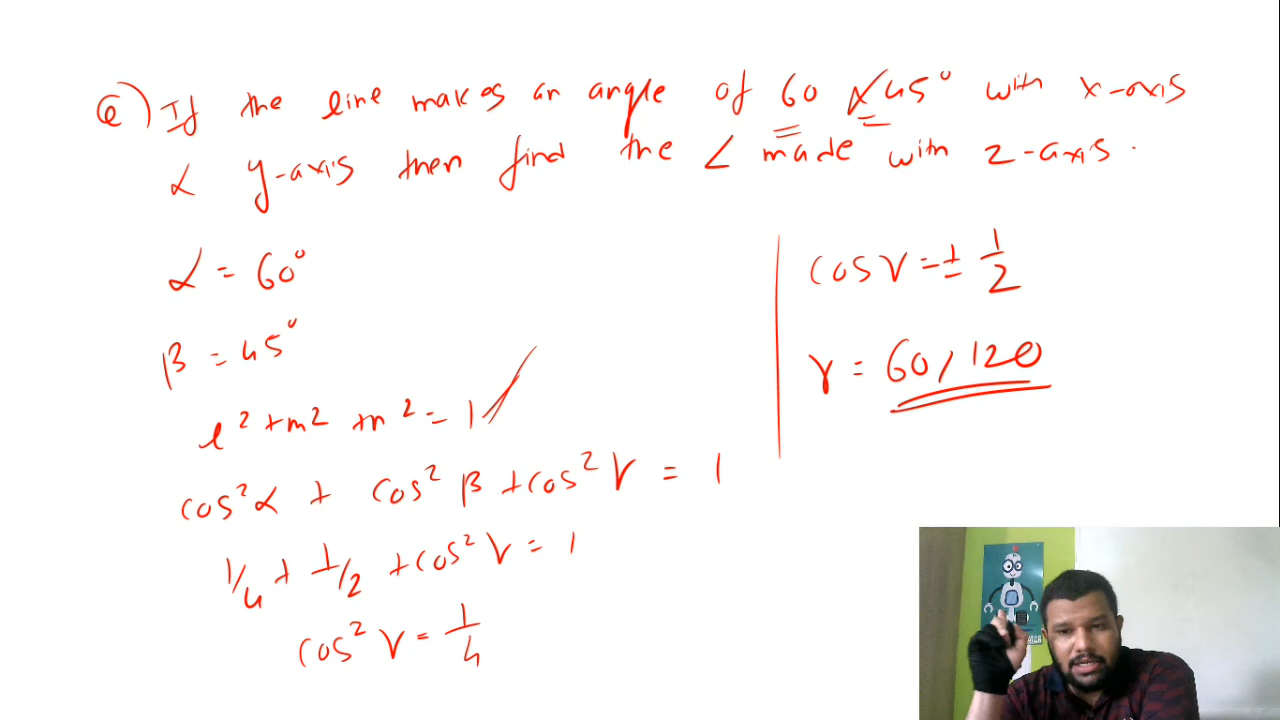 Q) If the line makes an angle of 60 & 45° with x-axis
& y-axis then find the ∠ made with z-axis.
α = 60°
β = 45°
l² + m² + n² = 1
cos²α + cos²β + cos²γ = 1
1/4 + 1/2 + cos²γ = 1
cos²γ = 1/4
cosγ = ± 1/2
γ = 60/120